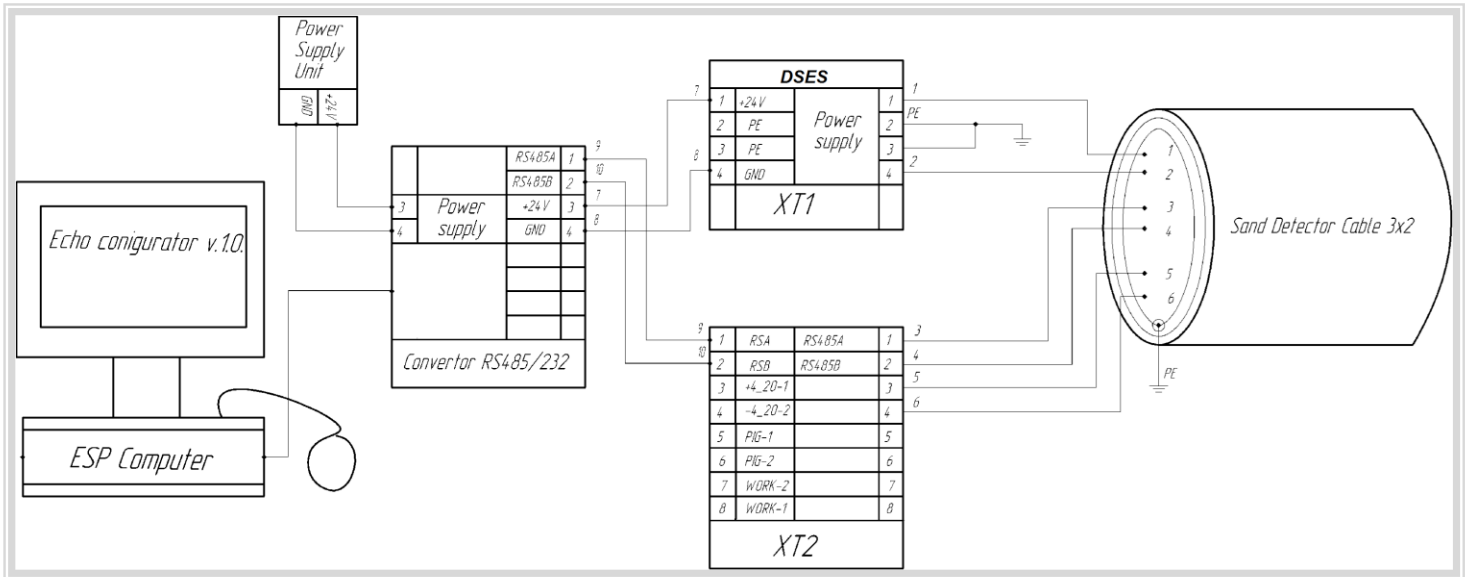 Power
Supply
Unit
GND +24V
Echo conigurator v.1.0.
ESP Computer
RS485A 1 9
RS485B 2 10
3 Power +24V 3 7
4 supply GND 4 8
Convertor RS485/232
DSES
7 1 +24V Power 1 1
2 PE supply 2 PE
3 PE 3
8 4 GND 4 2
XT1
9 1 RSA RS485A 1 3
10 2 RSB RS485B 2 4
3 +4_20-1 3 5
4 -4_20-2 4 6
5 PIG-1 5
6 PIG-2 6
7 WORK-2 7
8 WORK-1 8
XT2
1
2
3
4
5
6
PE
Sand Detector Cable 3x2